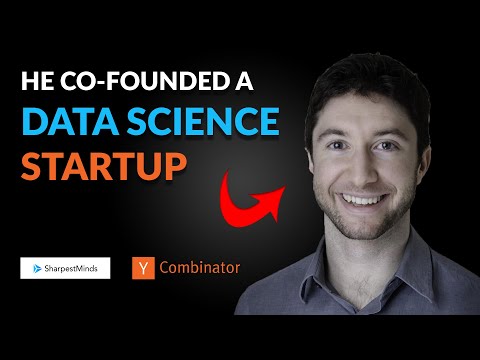 HE CO-FOUNDED A
DATA SCIENCE
STARTUP
SharpestMinds
Y Combinator